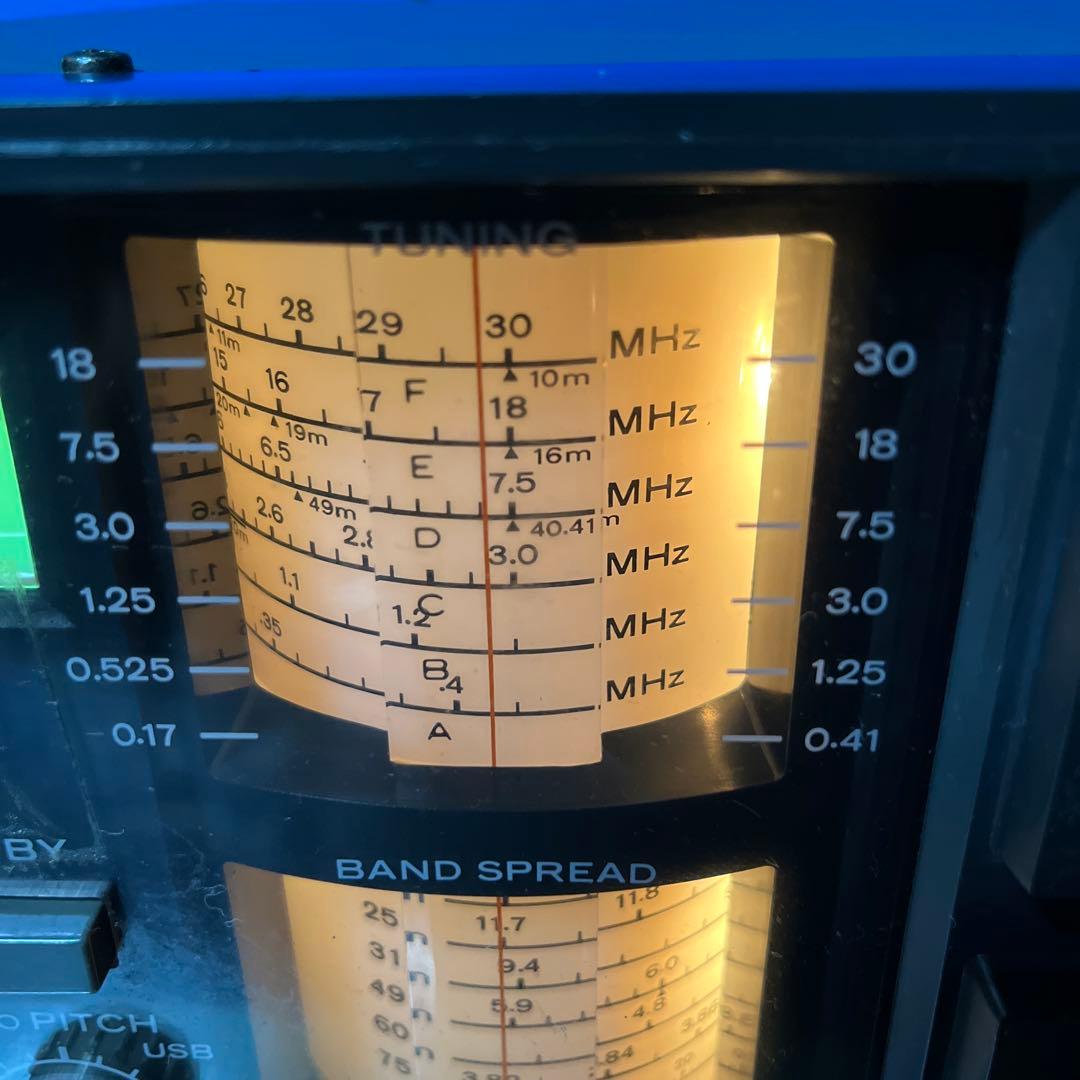 TUNING
27 28 29 30 MHz
11m
18 30
15 10m
16 F
7 18 MHz
20m 19m
7.5 16m 18
6.5 E 7.5 MHz
49m
3.0 40.41m 7.5
2.6 D
3.0 MHz
1.1
1.25 3.0
1.2 C MHz
.35
0.525 B 1.25
.4 MHz
0.17 A 0.41
BY
BAND SPREAD
25 11.7 11.8
31 9.4 6.0
49 5.9 4.8
60
75 3.8
PITCH
USB